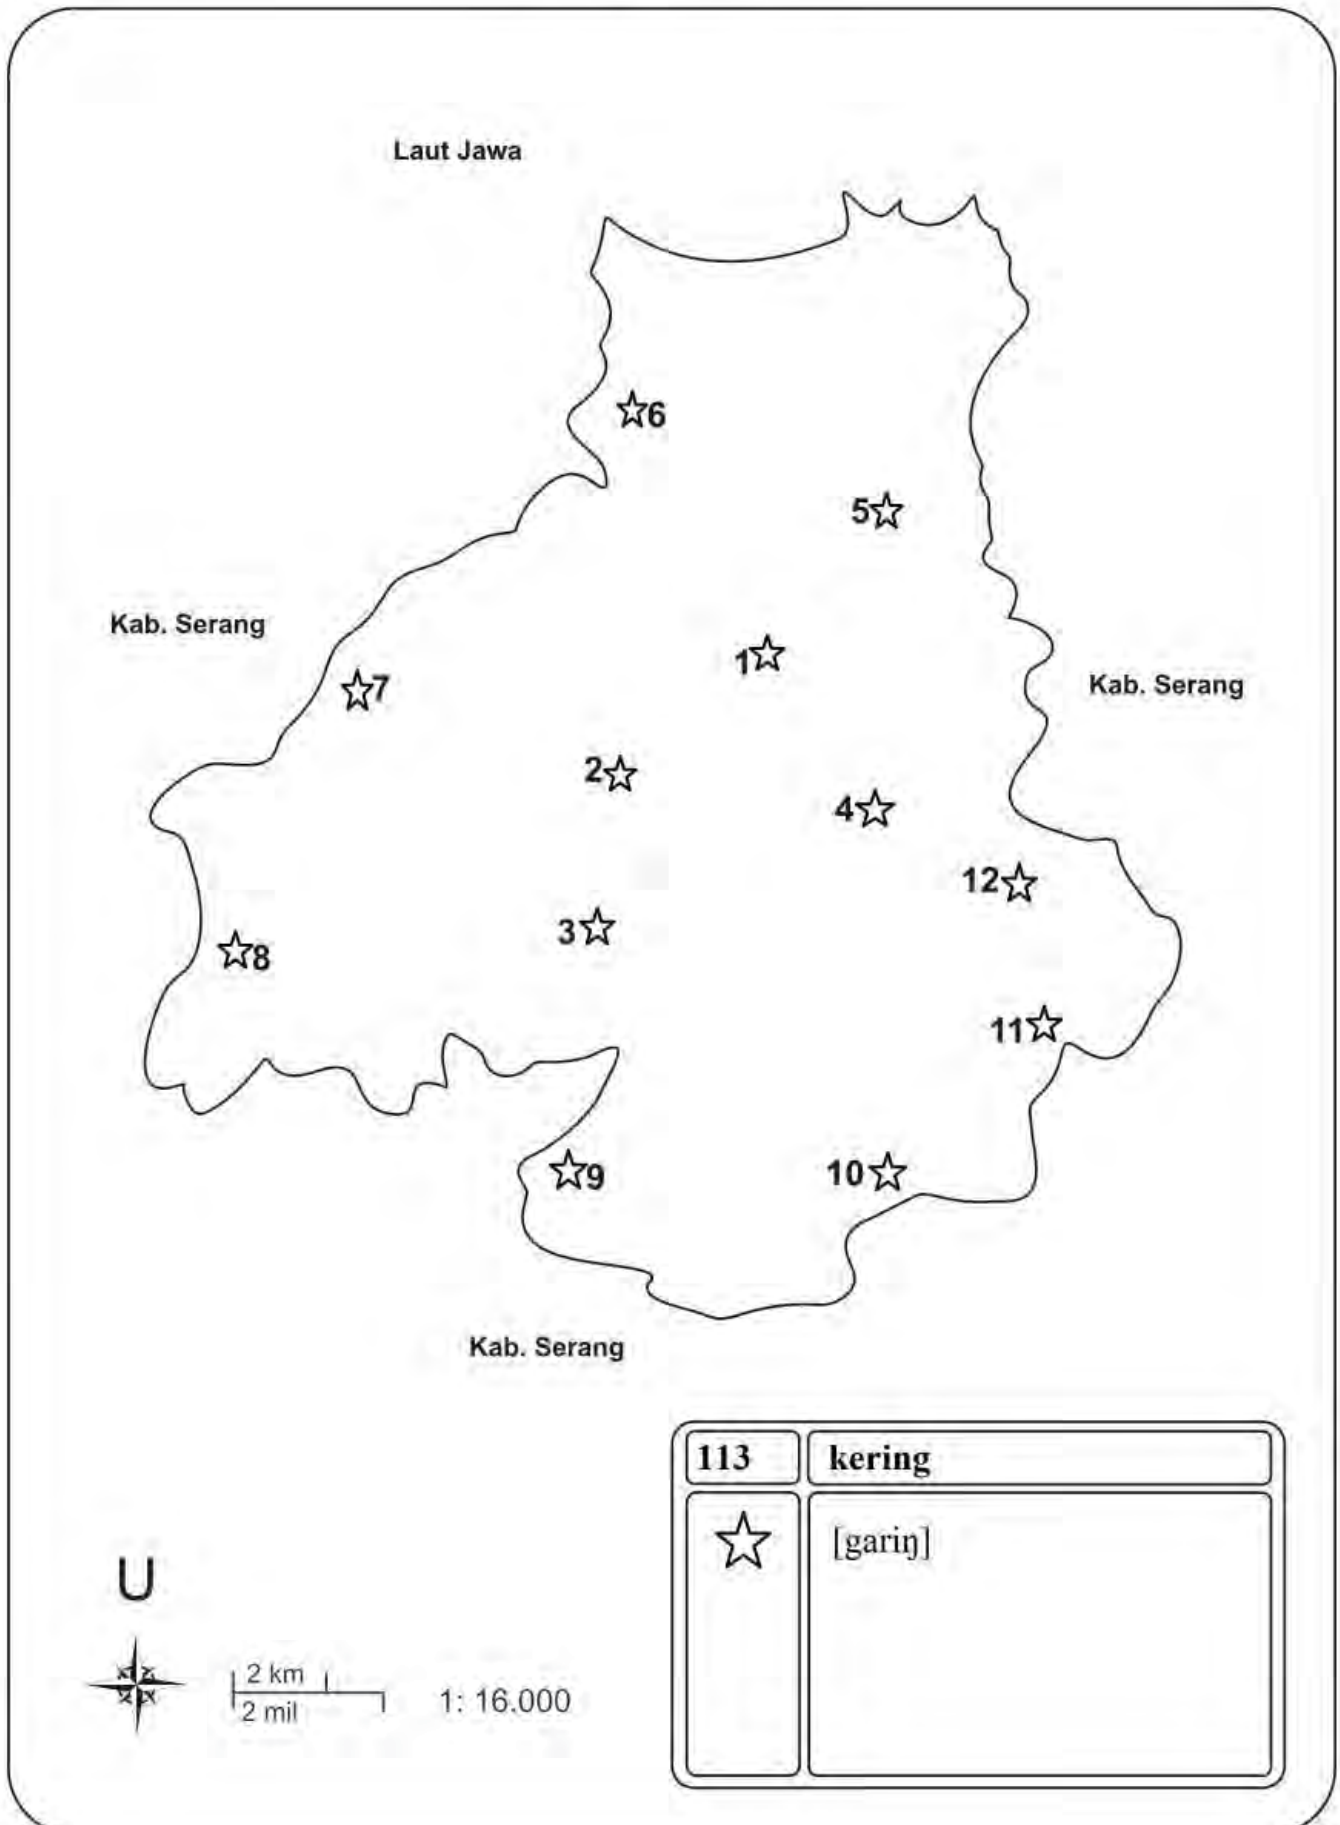 Laut Jawa
6
5
Kab. Serang
1
Kab. Serang
7
2
4
12
3
8
11
9
10
Kab. Serang
113 kering
[gariŋ]
U
2 km
2 mil
1: 16.000